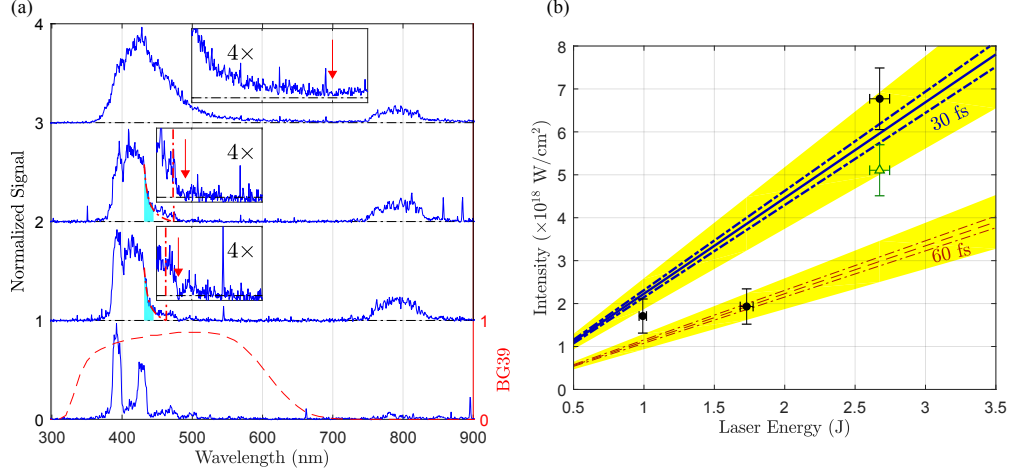 (a)
4
3
2
1
0
Normalized Signal
4×
4×
4×
1
0
BG39
300 400 500 600 700 800 900
Wavelength (nm)
(b)
8
7
6
5
4
3
2
1
0
Intensity (×10¹⁸ W/cm²)
30 fs
60 fs
0.5 1 1.5 2 2.5 3 3.5
Laser Energy (J)